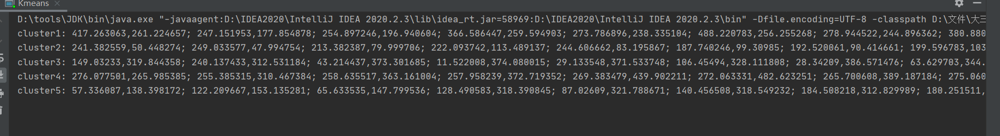 Kmeans
D:\tools\JDK\bin\java.exe "-javaagent:D:\IDEA2020\IntelliJ IDEA 2020.2.3\lib\idea_rt.jar=58969:D:\IDEA2020\IntelliJ IDEA 2020.2.3\bin" -Dfile.encoding=UTF-8 -classpath D:\文件\大三
cluster1: 417.263063,261.224657; 247.151953,177.854878; 254.897246,196.940604; 366.586447,259.594903; 273.786896,238.335104; 488.220783,256.255268; 278.944522,244.896362; 380.880
cluster2: 241.382559,50.448274; 249.033577,47.994754; 213.382387,79.999706; 222.093742,113.489137; 244.606662,83.195867; 187.740246,99.30985; 192.520061,90.414661; 199.596783,103
cluster3: 149.03233,319.844358; 240.137433,312.531184; 43.214437,373.301685; 11.522008,374.080015; 29.133548,371.533748; 106.45494,328.111808; 28.34209,386.571476; 63.629703,344.
cluster4: 276.077501,265.985385; 255.385315,310.467384; 258.635517,363.161004; 257.958239,372.719352; 269.383479,439.902211; 272.063331,482.623251; 265.700608,389.187184; 275.060
cluster5: 57.336087,138.398172; 122.209667,153.135281; 65.633535,147.799536; 128.490583,318.390845; 87.02609,321.788671; 140.456508,318.549232; 184.508218,312.829989; 180.251511,